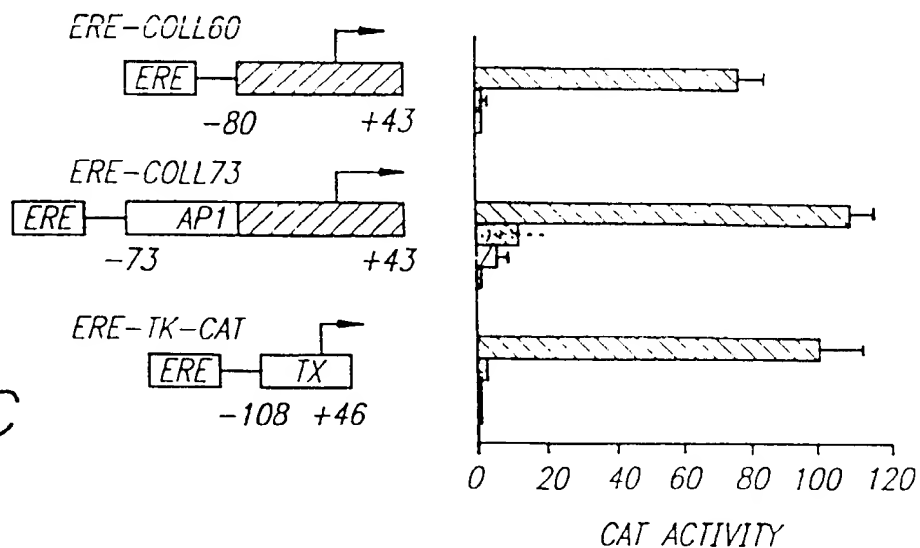 ERE-COLL60
ERE
-80 +43
ERE-COLL73
ERE AP1
-73 +43
ERE-TK-CAT
ERE TX
-108 +46
0 20 40 60 80 100 120
CAT ACTIVITY